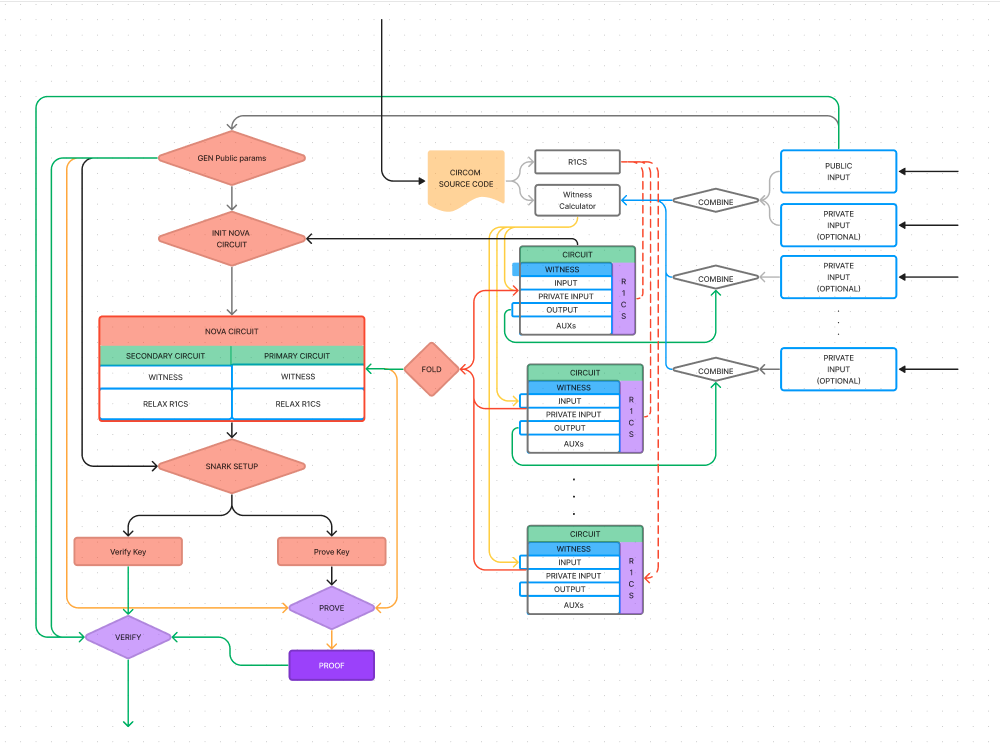 GEN Public params
INIT NOVA
CIRCUIT
NOVA CIRCUIT
SECONDARY CIRCUIT
PRIMARY CIRCUIT
WITNESS
WITNESS
RELAX R1CS
RELAX R1CS
SNARK SETUP
Verify Key
Prove Key
PROVE
VERIFY
PROOF
FOLD
CIRCOM
SOURCE CODE
R1CS
Witness
Calculator
CIRCUIT
WITNESS
INPUT
PRIVATE INPUT
OUTPUT
AUXs
R
1
C
S
CIRCUIT
WITNESS
INPUT
PRIVATE INPUT
OUTPUT
AUXs
R
1
C
S
.
.
.
CIRCUIT
WITNESS
INPUT
PRIVATE INPUT
OUTPUT
AUXs
R
1
C
S
COMBINE
COMBINE
COMBINE
PUBLIC
INPUT
PRIVATE
INPUT
(OPTIONAL)
PRIVATE
INPUT
(OPTIONAL)
.
.
.
PRIVATE
INPUT
(OPTIONAL)